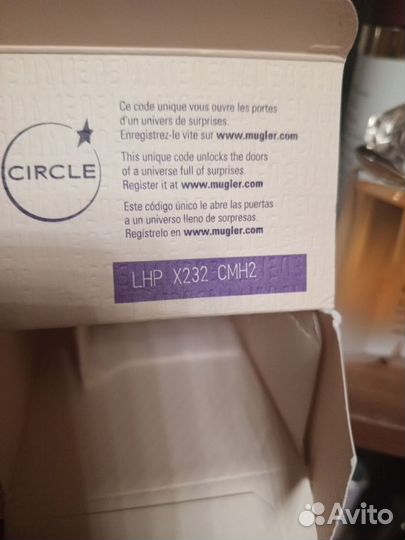 CIRCLE
Ce code unique vous ouvre les portes
d'un univers de surprises.
Enregistrez-le vite sur www.mugler.com
This unique code unlocks the doors
of a universe full of surprises.
Register it at www.mugler.com
Este código único le abre las puertas
a un universo lleno de sorpresas.
Regístrelo en www.mugler.com
LHP X232 CMH2
Avito